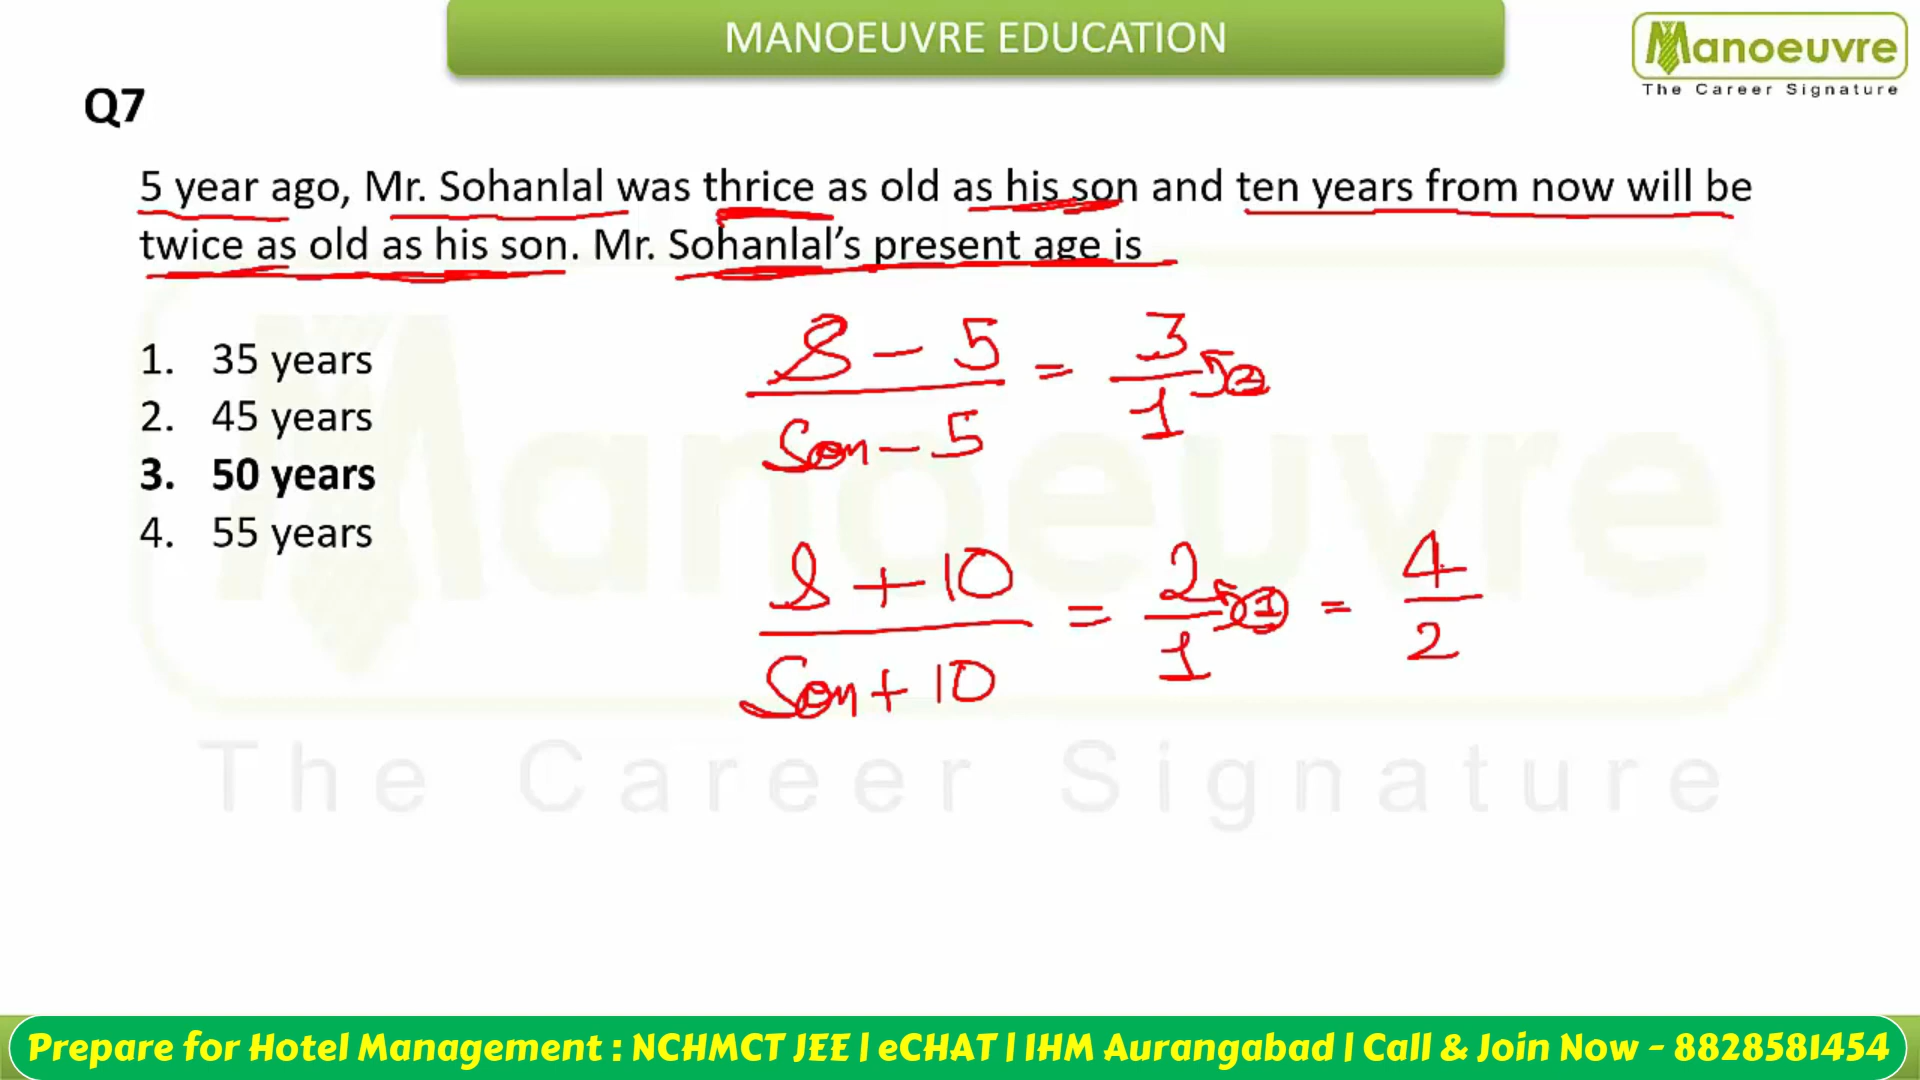 MANOEUVRE EDUCATION
Manoeuvre
The Career Signature
Q7
5 year ago, Mr. Sohanlal was thrice as old as his son and ten years from now will be
twice as old as his son. Mr. Sohanlal's present age is
1. 35 years
2. 45 years
3. 50 years
4. 55 years
S - 5 / Son - 5 = 3 / 1 2
S + 10 / Son + 10 = 2 / 1 1 = 4 / 2
Manoeuvre
The Career Signature
Prepare for Hotel Management : NCHMCT JEE | eCHAT | IHM Aurangabad | Call & Join Now - 8828581454